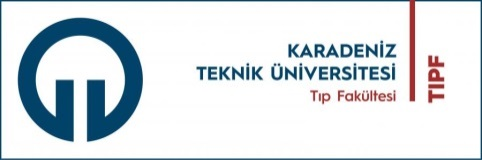 KARADENİZ
TEKNİK ÜNİVERSİTESİ
Tıp Fakültesi
TIPF